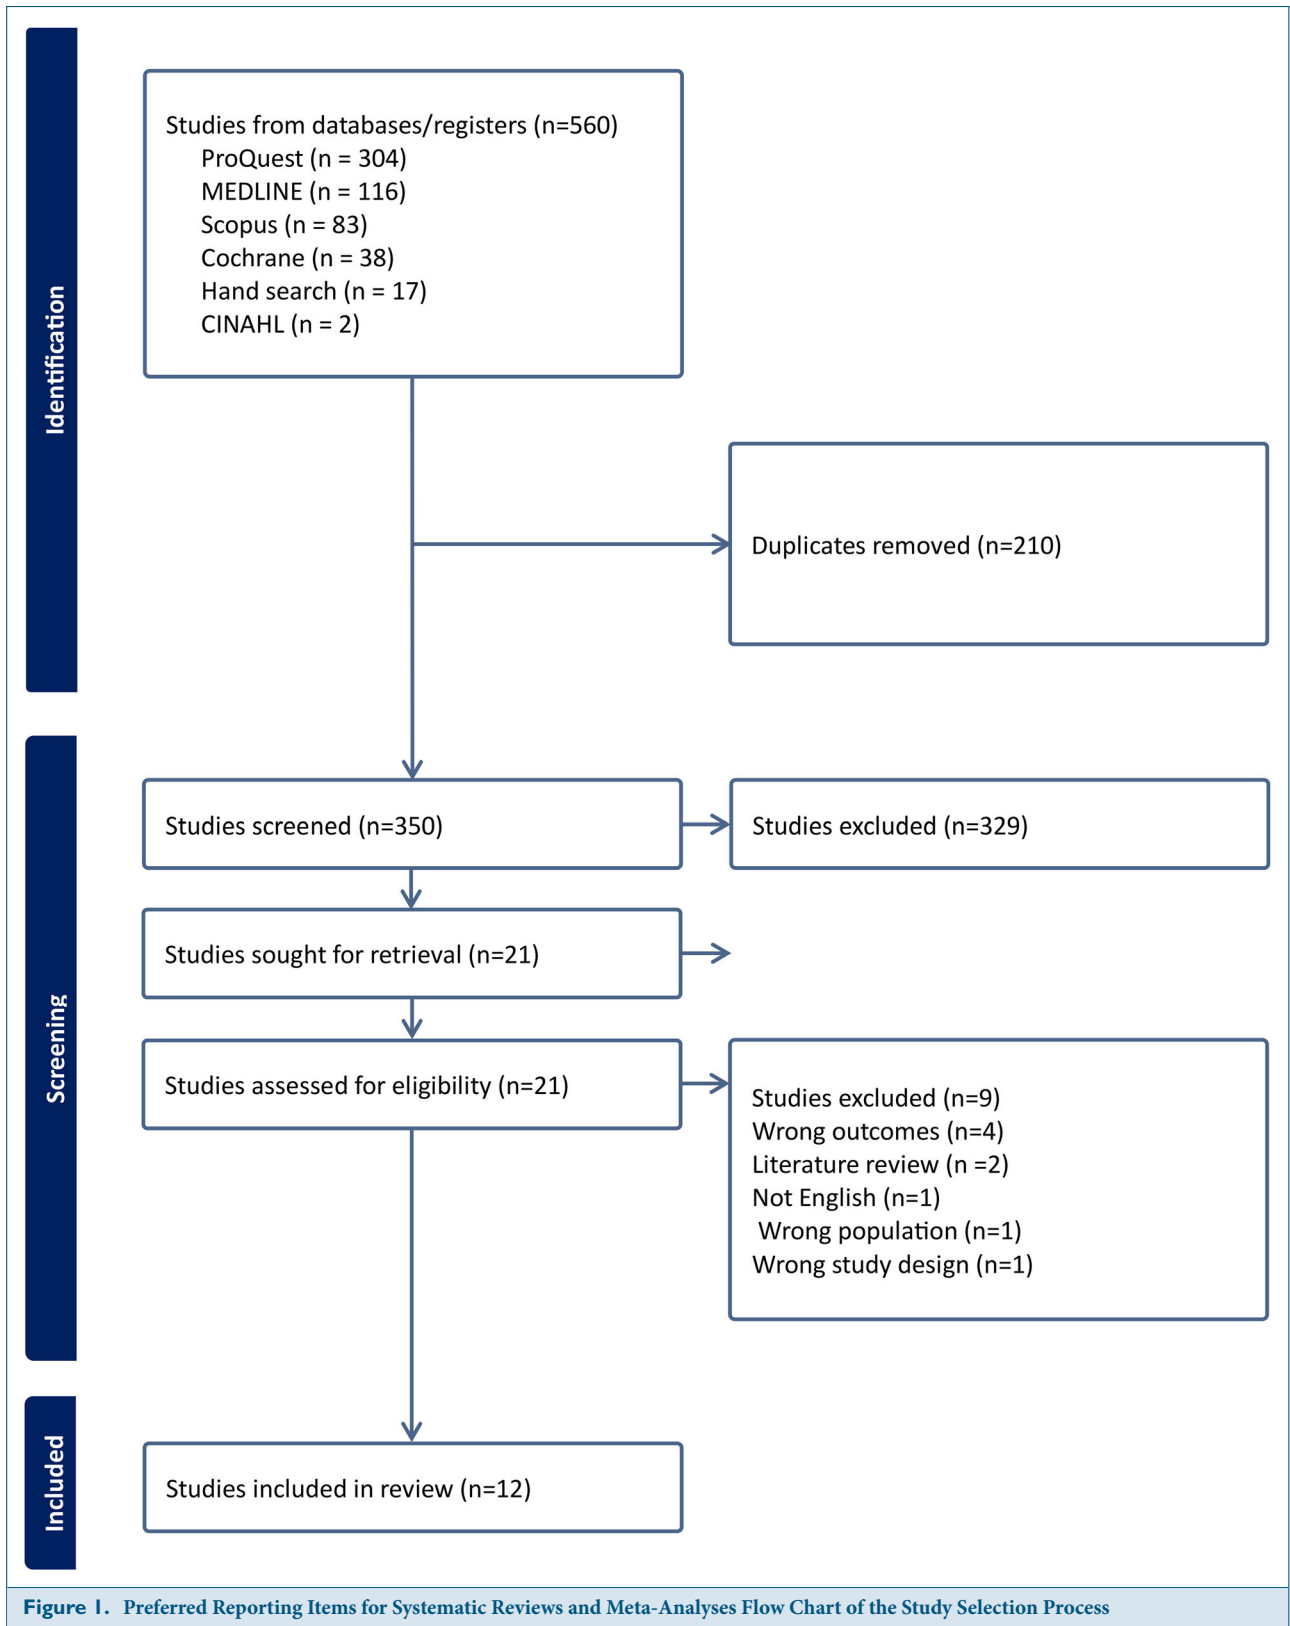 Identification
Studies from databases/registers (n=560)
ProQuest (n = 304)
MEDLINE (n = 116)
Scopus (n = 83)
Cochrane (n = 38)
Hand search (n = 17)
CINAHL (n = 2)
Duplicates removed (n=210)
Screening
Studies screened (n=350)
Studies excluded (n=329)
Studies sought for retrieval (n=21)
Studies assessed for eligibility (n=21)
Studies excluded (n=9)
Wrong outcomes (n=4)
Literature review (n =2)
Not English (n=1)
Wrong population (n=1)
Wrong study design (n=1)
Included
Studies included in review (n=12)
Figure 1. Preferred Reporting Items for Systematic Reviews and Meta-Analyses Flow Chart of the Study Selection Process